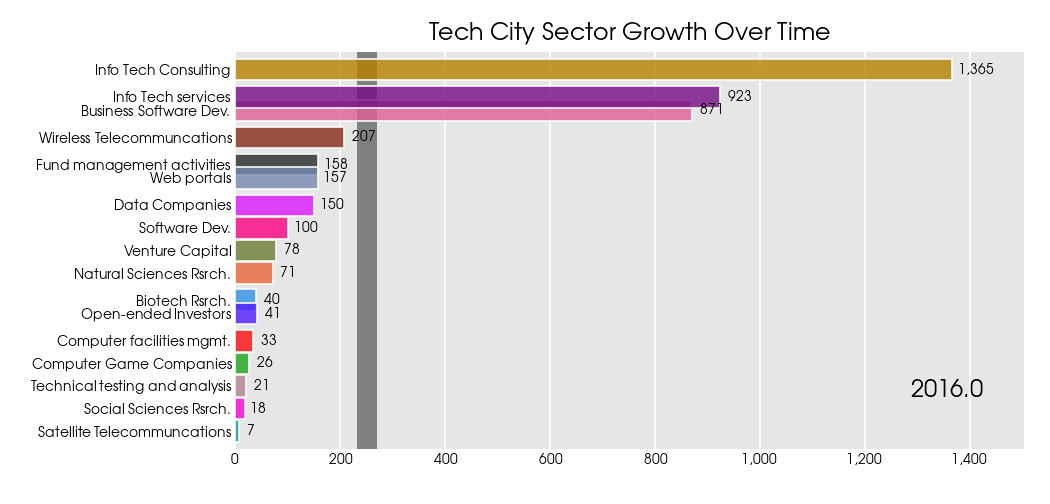 Tech City Sector Growth Over Time
Info Tech Consulting 1,365
Info Tech services 923
Business Software Dev. 871
Wireless Telecommuncations 207
Fund management activities 158
Web portals 157
Data Companies 150
Software Dev. 100
Venture Capital 78
Natural Sciences Rsrch. 71
Biotech Rsrch. 40
Open-ended Investors 41
Computer facilities mgmt. 33
Computer Game Companies 26
Technical testing and analysis 21
2016.0
Social Sciences Rsrch. 18
Satellite Telecommuncations 7
0 200 400 600 800 1,000 1,200 1,400